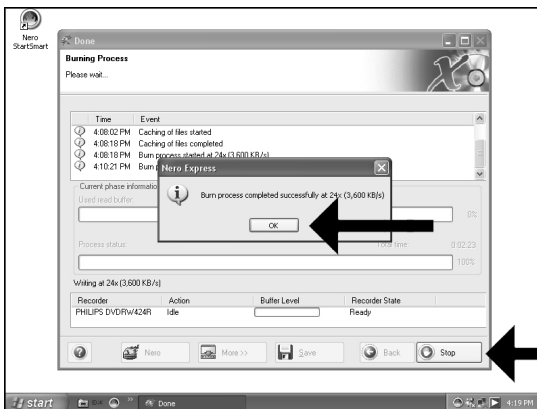 Nero
StartSmart
Done
Burning Process
Please wait...
Time Event
4:08:02 PM Caching of files started
4:08:18 PM Caching of files completed
4:08:18 PM Burn process started at 24x (3,600 KB/s)
4:10:21 PM Burn
Nero Express
Burn process completed successfully at 24x (3,600 KB/s)
OK
Current phase information
Used read buffer:
0%
Process status:
Total time: 0:02:23
100%
Writing at 24x (3,600 KB/s)
Recorder Action Buffer Level Recorder State
PHILIPS DVDRW424R Idle Ready
Nero More >> Save Back Stop
start Done 4:19 PM